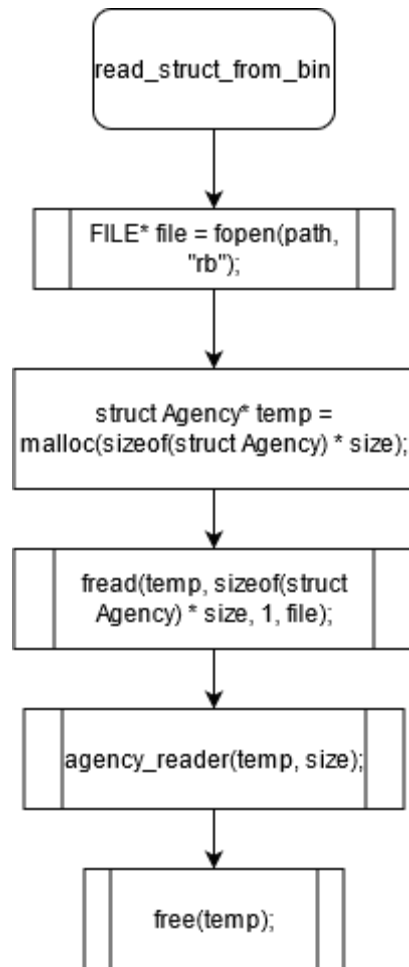 read_struct_from_bin
FILE* file = fopen(path,
"rb");
struct Agency* temp =
malloc(sizeof(struct Agency) * size);
fread(temp, sizeof(struct
Agency) * size, 1, file);
agency_reader(temp, size);
free(temp);